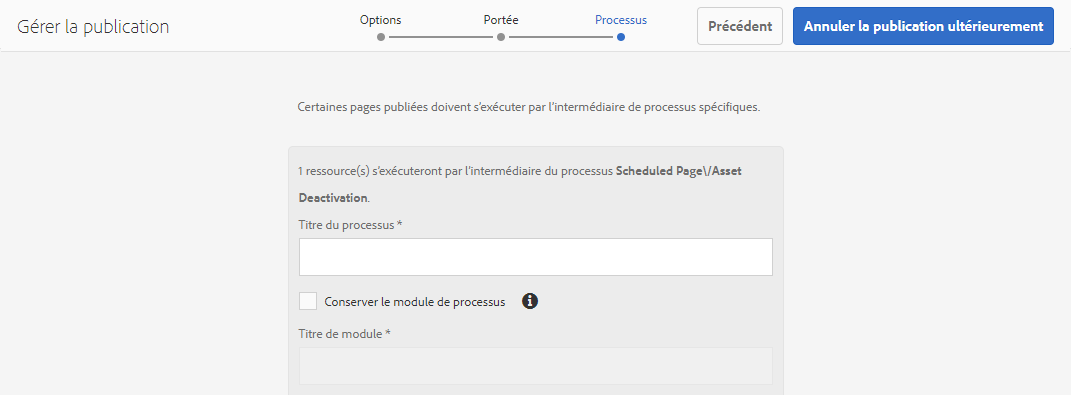 Gérer la publication
Options
Portée
Processus
Précédent
Annuler la publication ultérieurement
Certaines pages publiées doivent s'exécuter par l'intermédiaire de processus spécifiques.
1 ressource(s) s'exécuteront par l'intermédiaire du processus Scheduled Page\/Asset
Deactivation.
Titre du processus *
Conserver le module de processus
Titre de module *